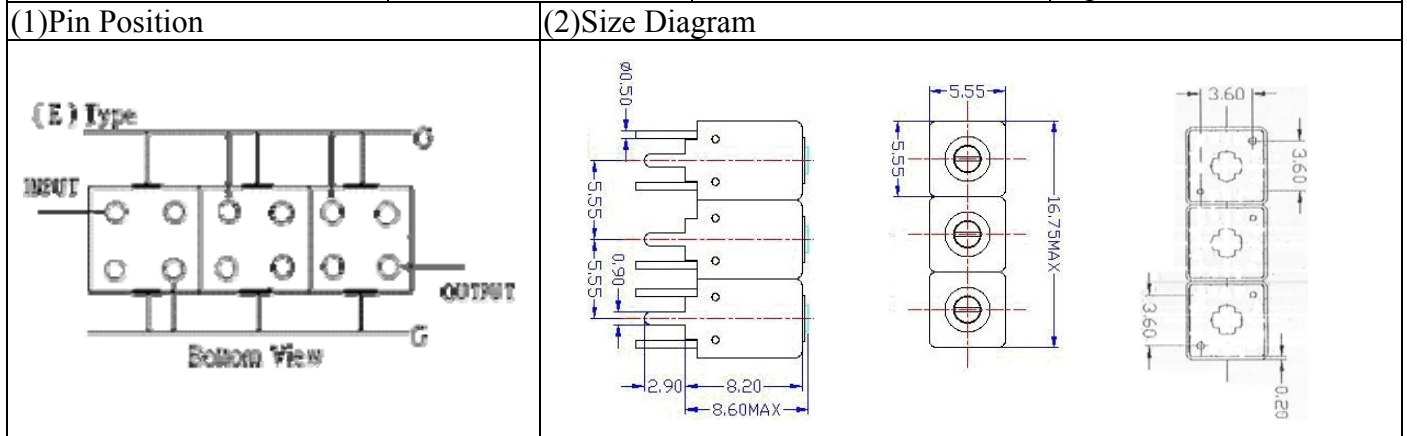 (1)Pin Position
(2)Size Diagram
(E) Type
G
INPUT
OUTPUT
G
Bottom View
ø0.50
5.55
5.55
0.90
2.90
8.20
8.60MAX
5.55
5.55
16.75MAX
3.60
3.60
3.60
0.20